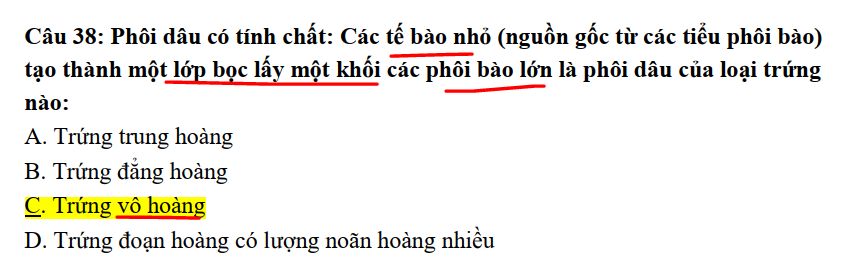 Câu 38: Phôi dâu có tính chất: Các tế bào nhỏ (nguồn gốc từ các tiểu phôi bào)
tạo thành một lớp bọc lấy một khối các phôi bào lớn là phôi dâu của loại trứng
nào:
A. Trứng trung hoàng
B. Trứng đẳng hoàng
C. Trứng vô hoàng
D. Trứng đoạn hoàng có lượng noãn hoàng nhiều